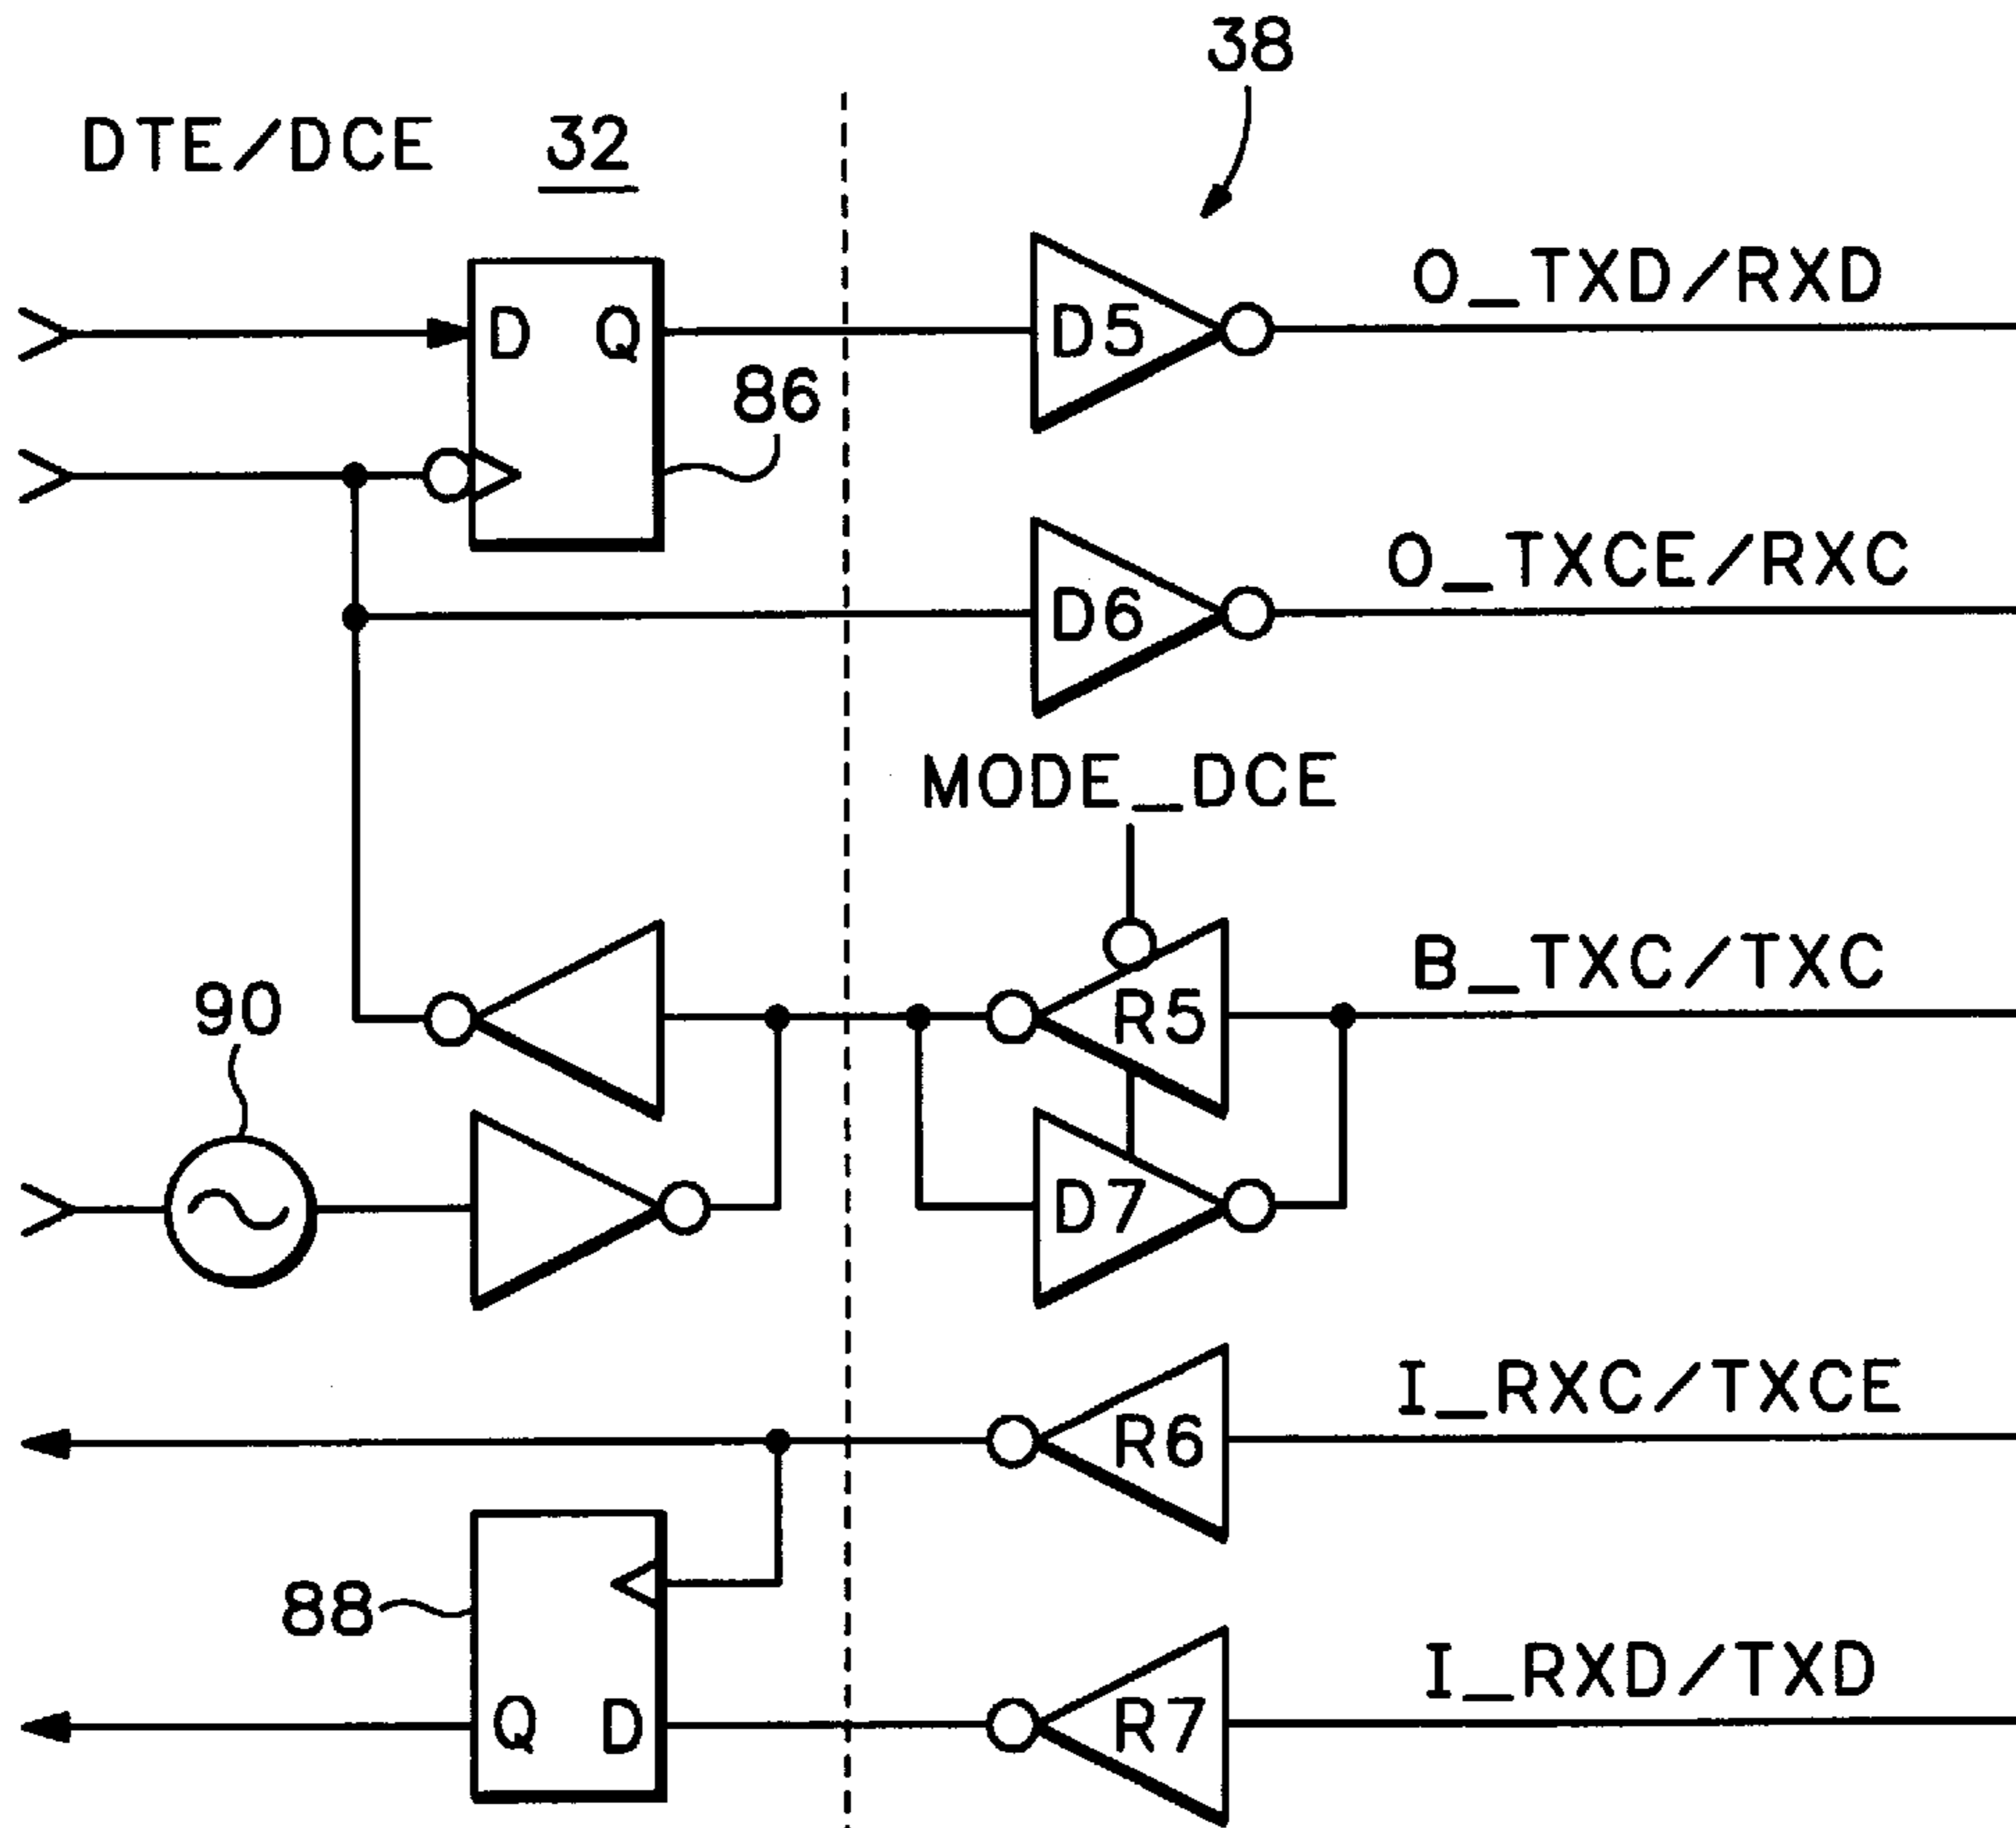 38
DTE/DCE 32
D Q
D5
O_TXD/RXD
86
D6
O_TXCE/RXC
MODE_DCE
R5
B_TXC/TXC
90
D7
R6
I_RXC/TXCE
88
Q D
R7
I_RXD/TXD